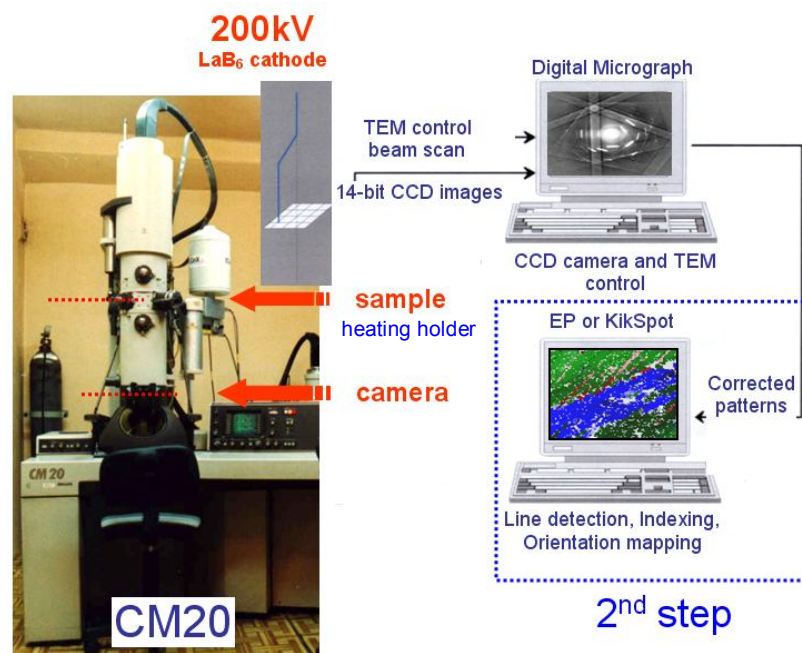 200kV
LaB₆ cathode
Digital Micrograph
TEM control
beam scan
14-bit CCD images
CCD camera and TEM
control
sample
heating holder
camera
EP or KikSpot
Corrected
patterns
Line detection, Indexing,
Orientation mapping
2nd step
CM 20
CM20